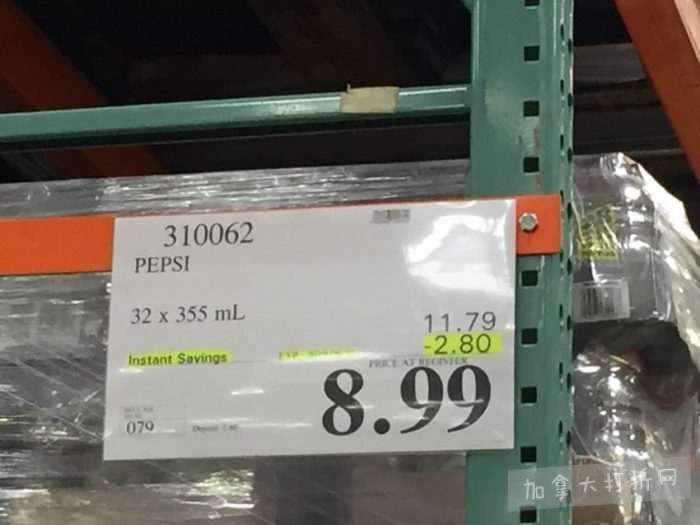 310062
PEPSI
32 x 355 mL
11.79
Instant Savings
-2.80
PRICE AT REGISTER
8.99
079
Deposit
加拿大打折网